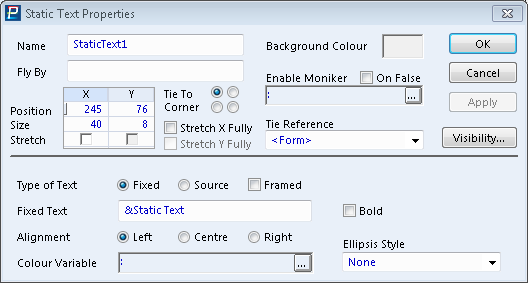 Static Text Properties
Name StaticText1 Background Colour OK
Fly By Enable Moniker On False Cancel
X Y Tie To Corner : ... Apply
Position 245 76
Size 40 8 Stretch X Fully Tie Reference
Stretch Stretch Y Fully <Form> Visibility...
Type of Text Fixed Source Framed
Fixed Text &Static Text Bold
Alignment Left Centre Right Ellipsis Style
Colour Variable : ... None